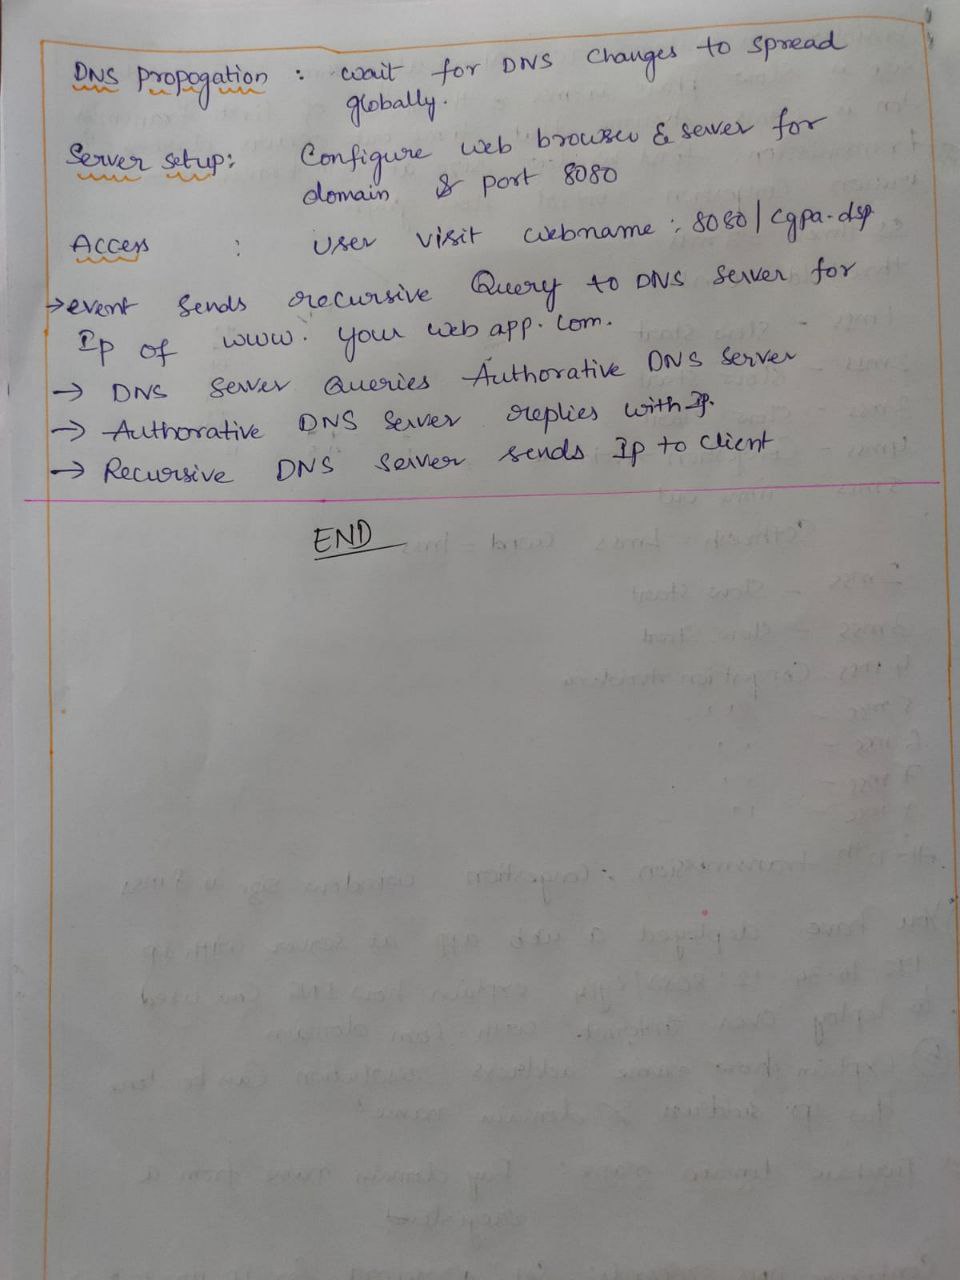 DNS Propogation : wait for DNS changes to spread
globally.
Server setup: Configure web browser & server for
domain & port 8080
Access : User visit webname : 8080/cgpa.dsp
→ event sends recursive Query to DNS server for
Ip of www. your web app. com.
→ DNS Server Queries Authorative DNS Server
→ Authorative DNS Server replies with Ip.
→ Recursive DNS Server sends Ip to client
END